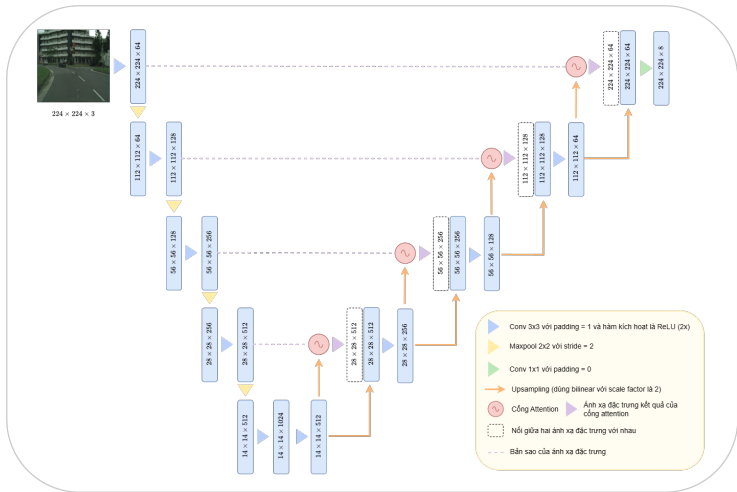 224 × 224 × 3
224 × 224 × 64
112 × 112 × 64
112 × 112 × 128
56 × 56 × 128
56 × 56 × 256
28 × 28 × 256
28 × 28 × 512
14 × 14 × 512
14 × 14 × 1024
14 × 14 × 512
28 × 28 × 512
28 × 28 × 512
28 × 28 × 256
56 × 56 × 256
56 × 56 × 256
56 × 56 × 128
112 × 112 × 128
112 × 112 × 128
112 × 112 × 64
224 × 224 × 64
224 × 224 × 64
224 × 224 × 8
Conv 3x3 với padding = 1 và hàm kích hoạt là ReLU (2x)
Maxpool 2x2 với stride = 2
Conv 1x1 với padding = 0
Upsampling (dùng bilinear với scale factor là 2)
Cổng Attention
Ánh xạ đặc trưng kết quả của
cổng attention
Nối giữa hai ánh xạ đặc trưng với nhau
Bản sao của ánh xạ đặc trưng